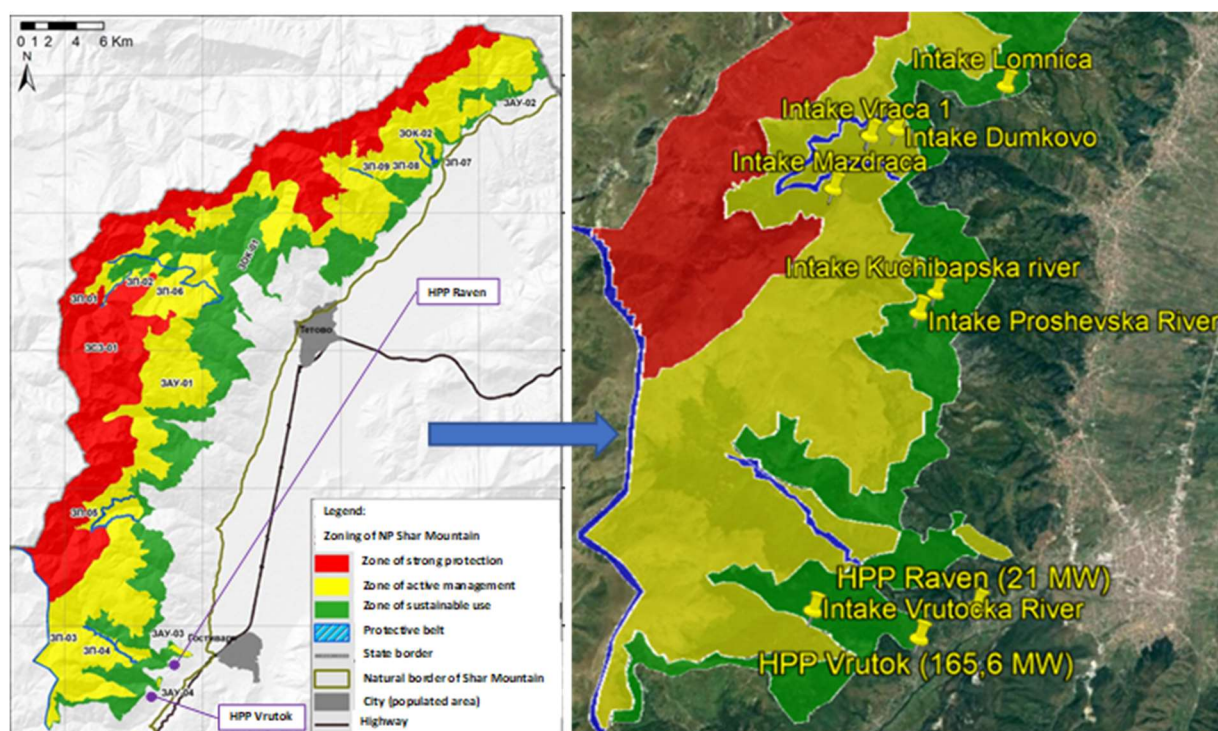 0 1 2 4 6 Km
N
ЗАУ-02
ЗОК-02
ЗП-07
ЗП-09
ЗП-08
ЗОК-01
ЗП-02
ЗП-01
ЗП-06
HPP Raven
Тетово
ЗСЗ-01
ЗАУ-01
ЗП-05
ЗП-03
ЗП-04
ЗАУ-03
Гостивар
ЗАУ-04
HPP Vrutok
Legend:
Zoning of NP Shar Mountain
Zone of strong protection
Zone of active management
Zone of sustainable use
Protective belt
State border
Natural border of Shar Mountain
City (populated area)
Highway
Intake Lomnica
Intake Vraca 1
Intake Dumkovo
Intake Mazdraca
Intake Kuchibapska river
Intake Proshevska River
HPP Raven (21 MW)
Intake Vrutocka River
HPP Vrutok (165,6 MW)